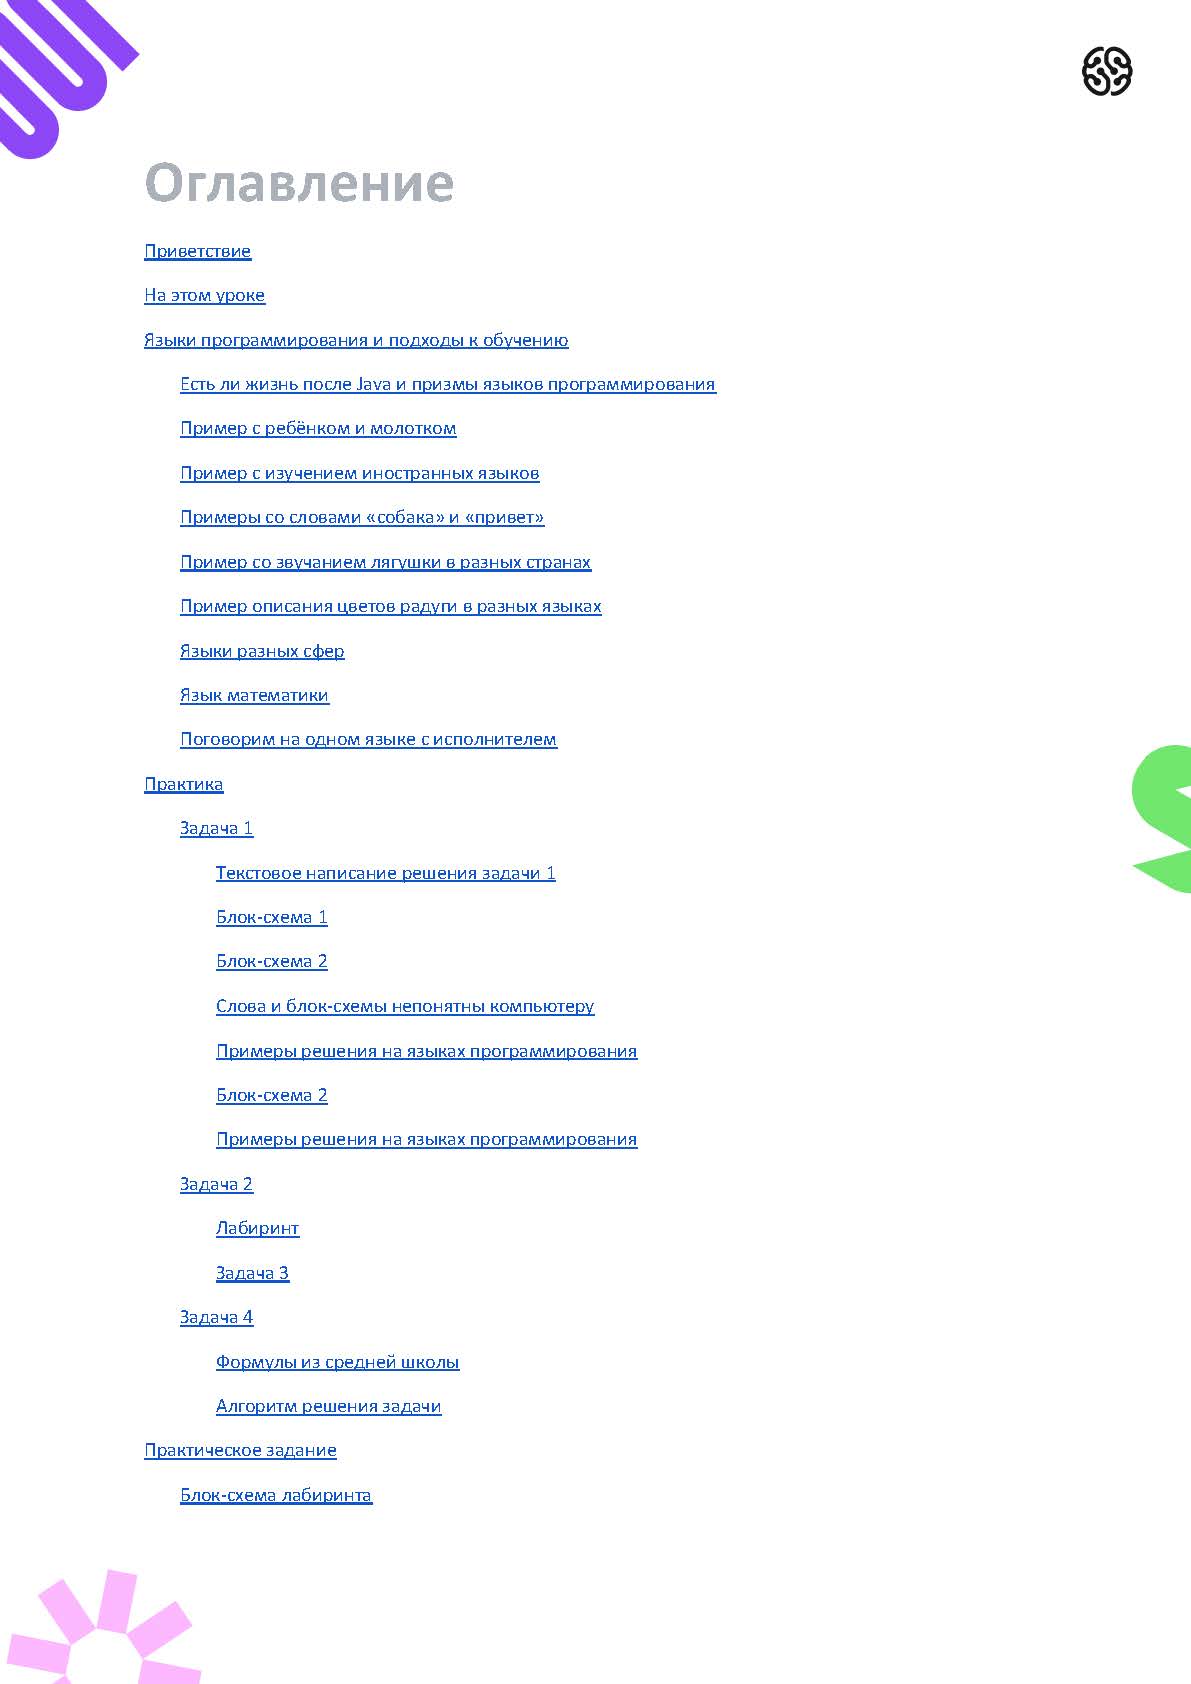 Оглавление
Приветствие
На этом уроке
Языки программирования и подходы к обучению
Есть ли жизнь после Java и призмы языков программирования
Пример с ребёнком и молотком
Пример с изучением иностранных языков
Примеры со словами «собака» и «привет»
Пример со звучанием лягушки в разных странах
Пример описания цветов радуги в разных языках
Языки разных сфер
Язык математики
Поговорим на одном языке с исполнителем
Практика
Задача 1
Текстовое написание решения задачи 1
Блок-схема 1
Блок-схема 2
Слова и блок-схемы непонятны компьютеру
Примеры решения на языках программирования
Блок-схема 2
Примеры решения на языках программирования
Задача 2
Лабиринт
Задача 3
Задача 4
Формулы из средней школы
Алгоритм решения задачи
Практическое задание
Блок-схема лабиринта